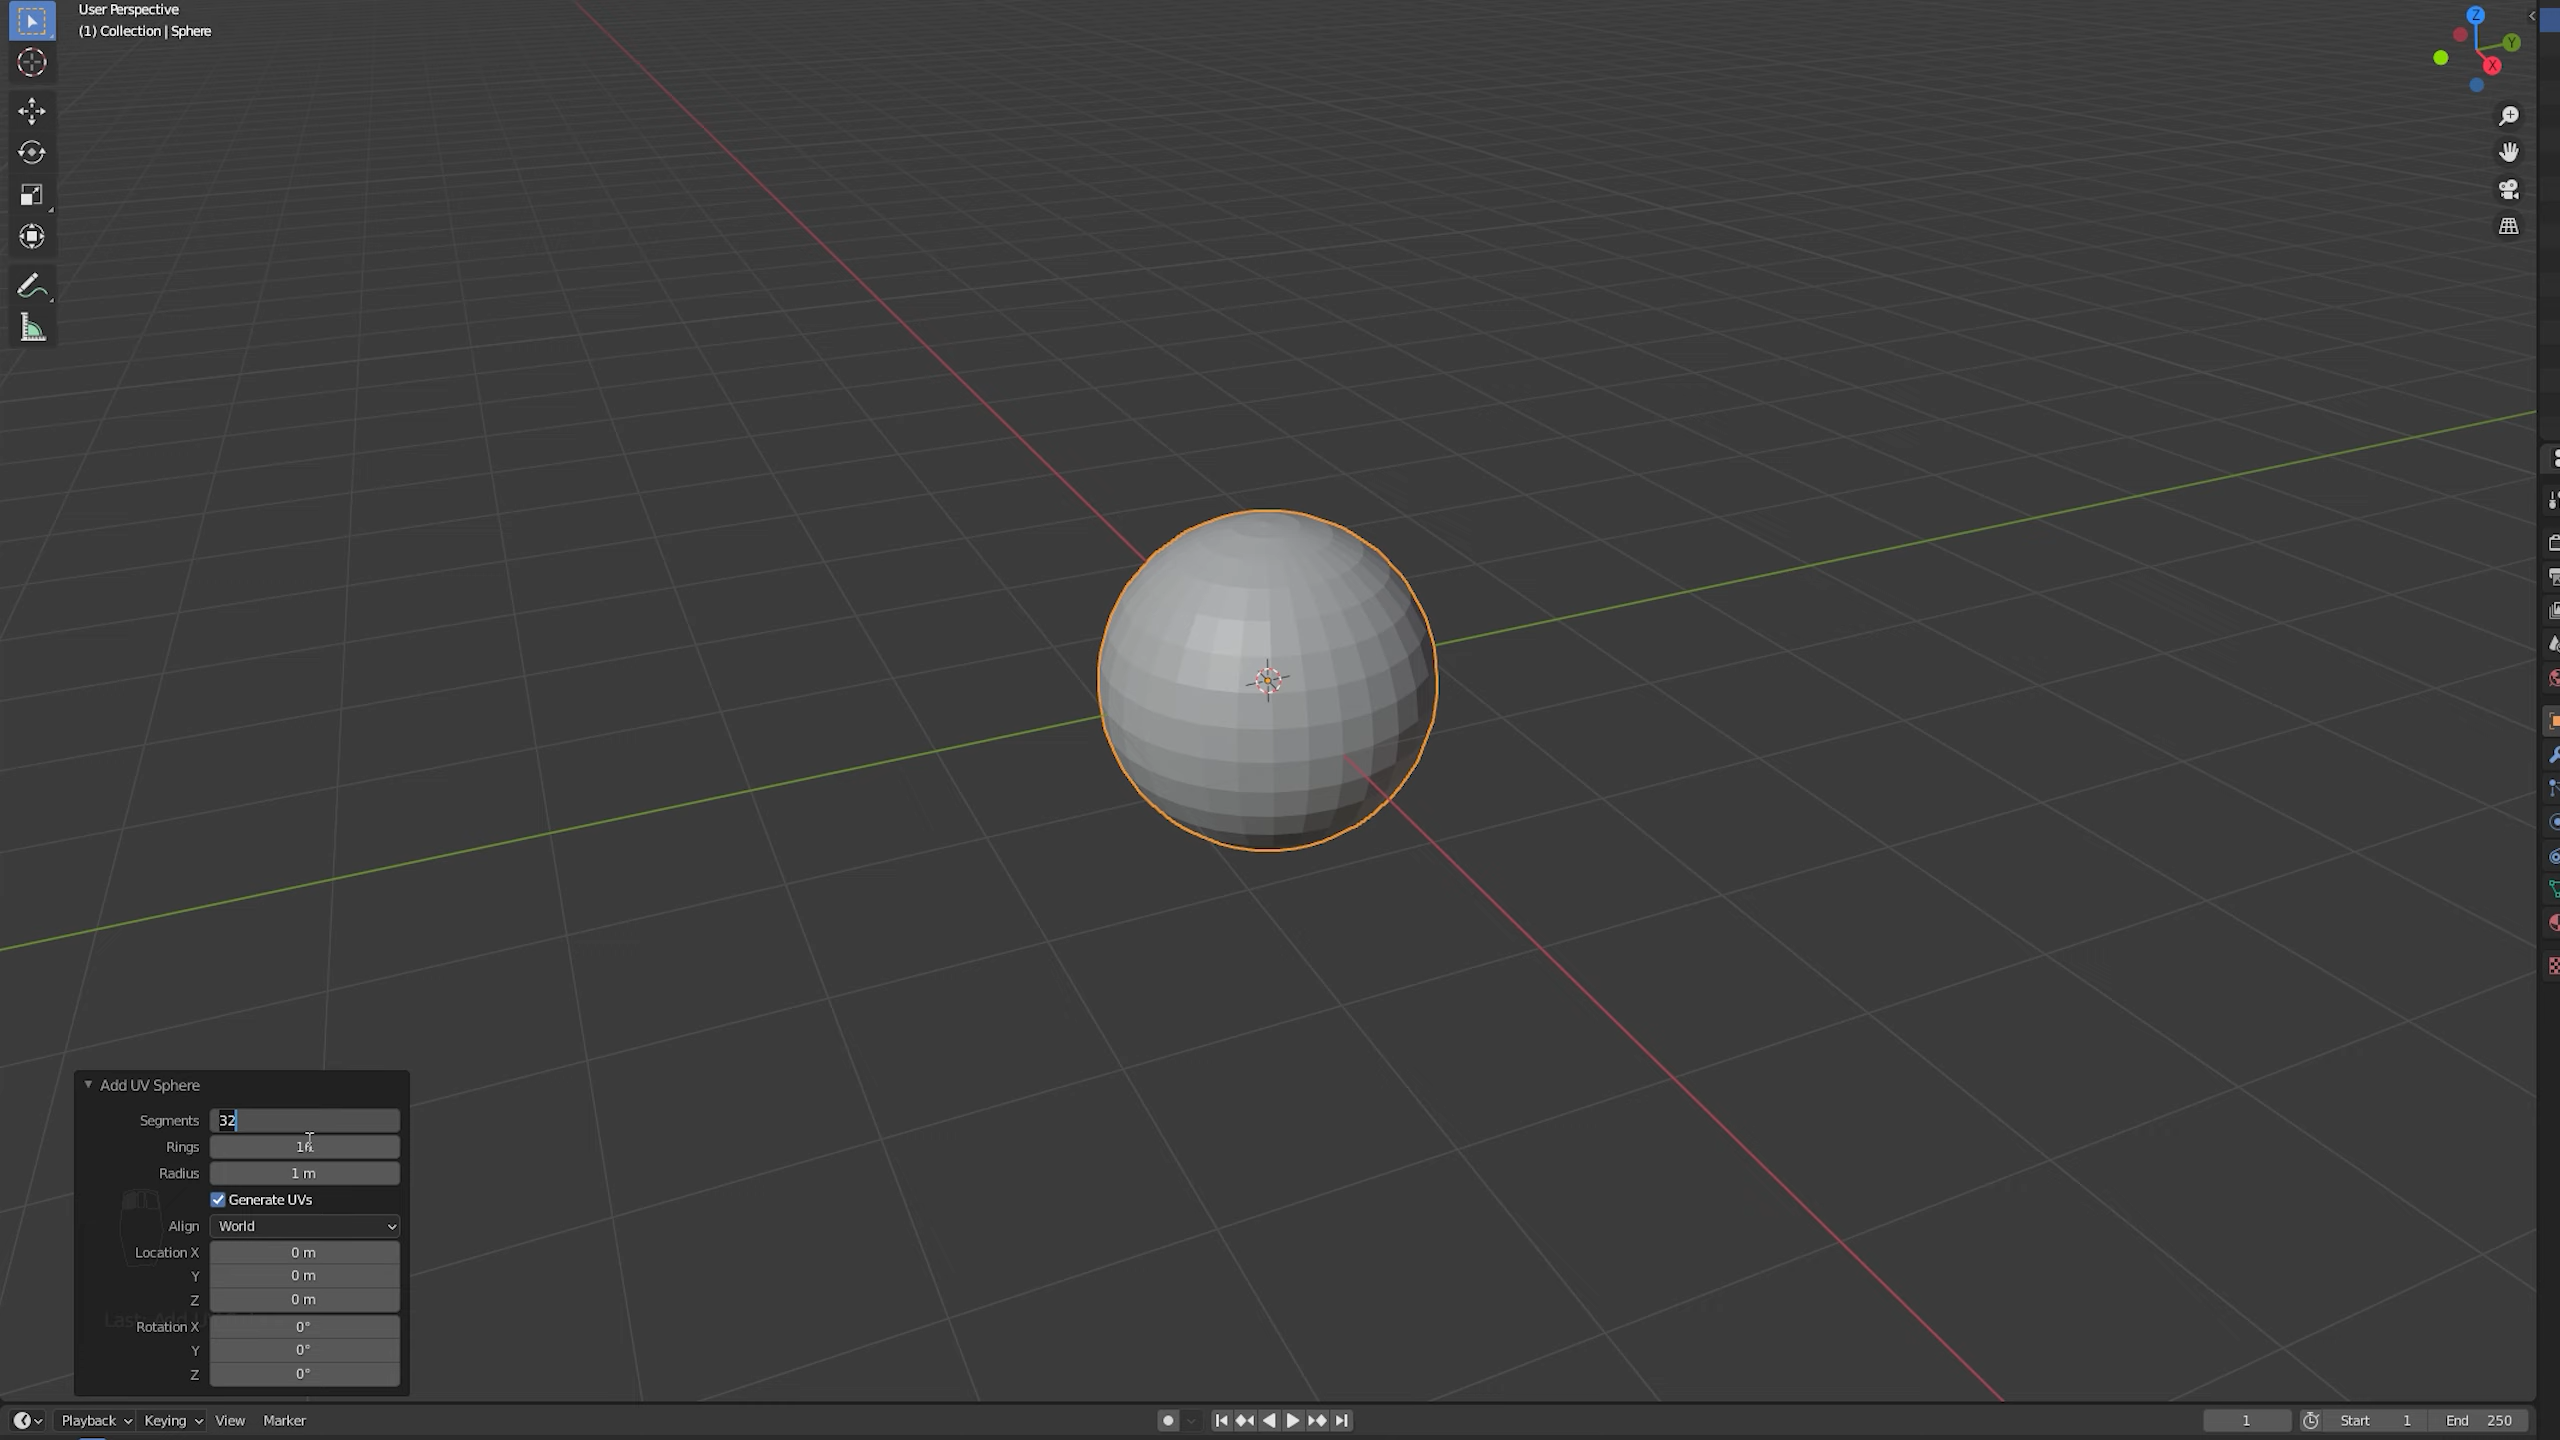 User Perspective
(1) Collection | Sphere
Z
Y
X
Add UV Sphere
Segments 32
Rings 16
Radius 1 m
Generate UVs
Align World
Location X 0 m
Y 0 m
Z 0 m
Rotation X 0°
Y 0°
Z 0°
Playback Keying View Marker 1 Start 1 End 250